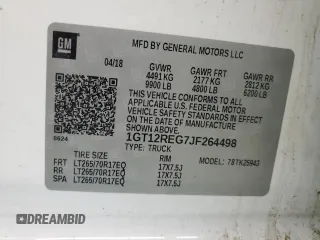 GM
MFD BY GENERAL MOTORS LLC
04/18 GVWR GAWR FRT GAWR RR
4491 KG 2177 KG 2812 KG
9900 LB 4800 LB 6200 LB
THIS VEHICLE CONFORMS TO ALL APPLICABLE
U.S. FEDERAL MOTOR VEHICLE SAFETY
STANDARDS IN EFFECT ON THE DATE OF
MANUFACTURE SHOWN ABOVE.
8624
1GT12REG7JF264498
TYPE: TRUCK
TIRE SIZE RIM MODEL:
FRT LT265/70R17EQ 17X7.5J
RR LT265/70R17EQ 17X7.5J
SPA LT265/70R17EQ 17X7.5J
DREAMBID